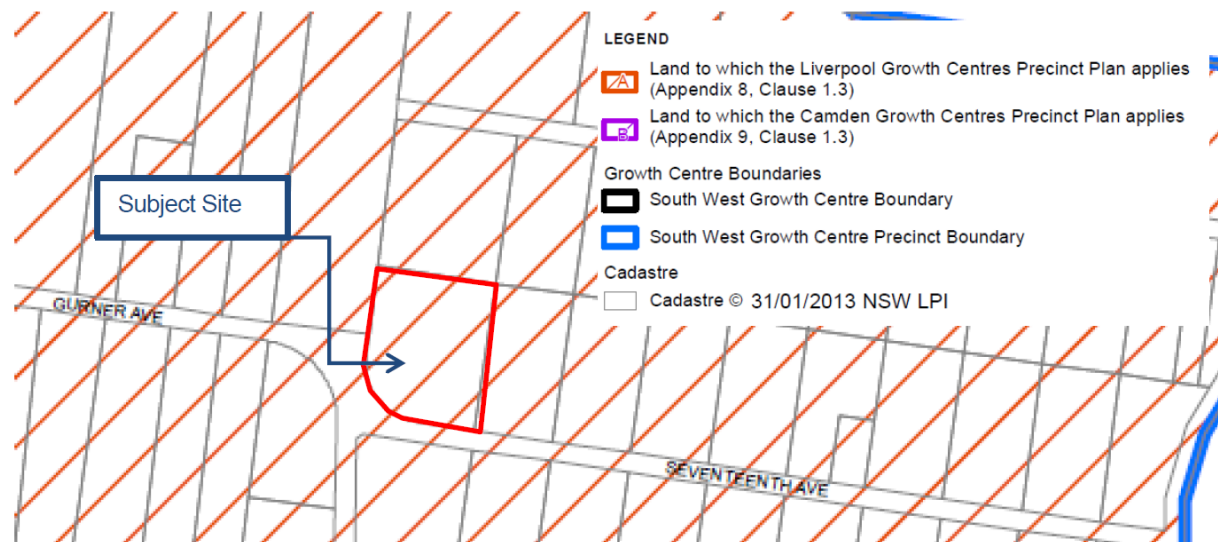 LEGEND
A
Land to which the Liverpool Growth Centres Precinct Plan applies
(Appendix 8, Clause 1.3)
B
Land to which the Camden Growth Centres Precinct Plan applies
(Appendix 9, Clause 1.3)
Growth Centre Boundaries
South West Growth Centre Boundary
South West Growth Centre Precinct Boundary
Cadastre
Cadastre © 31/01/2013 NSW LPI
Subject Site
GURNER AVE
SEVENTEENTH AVE